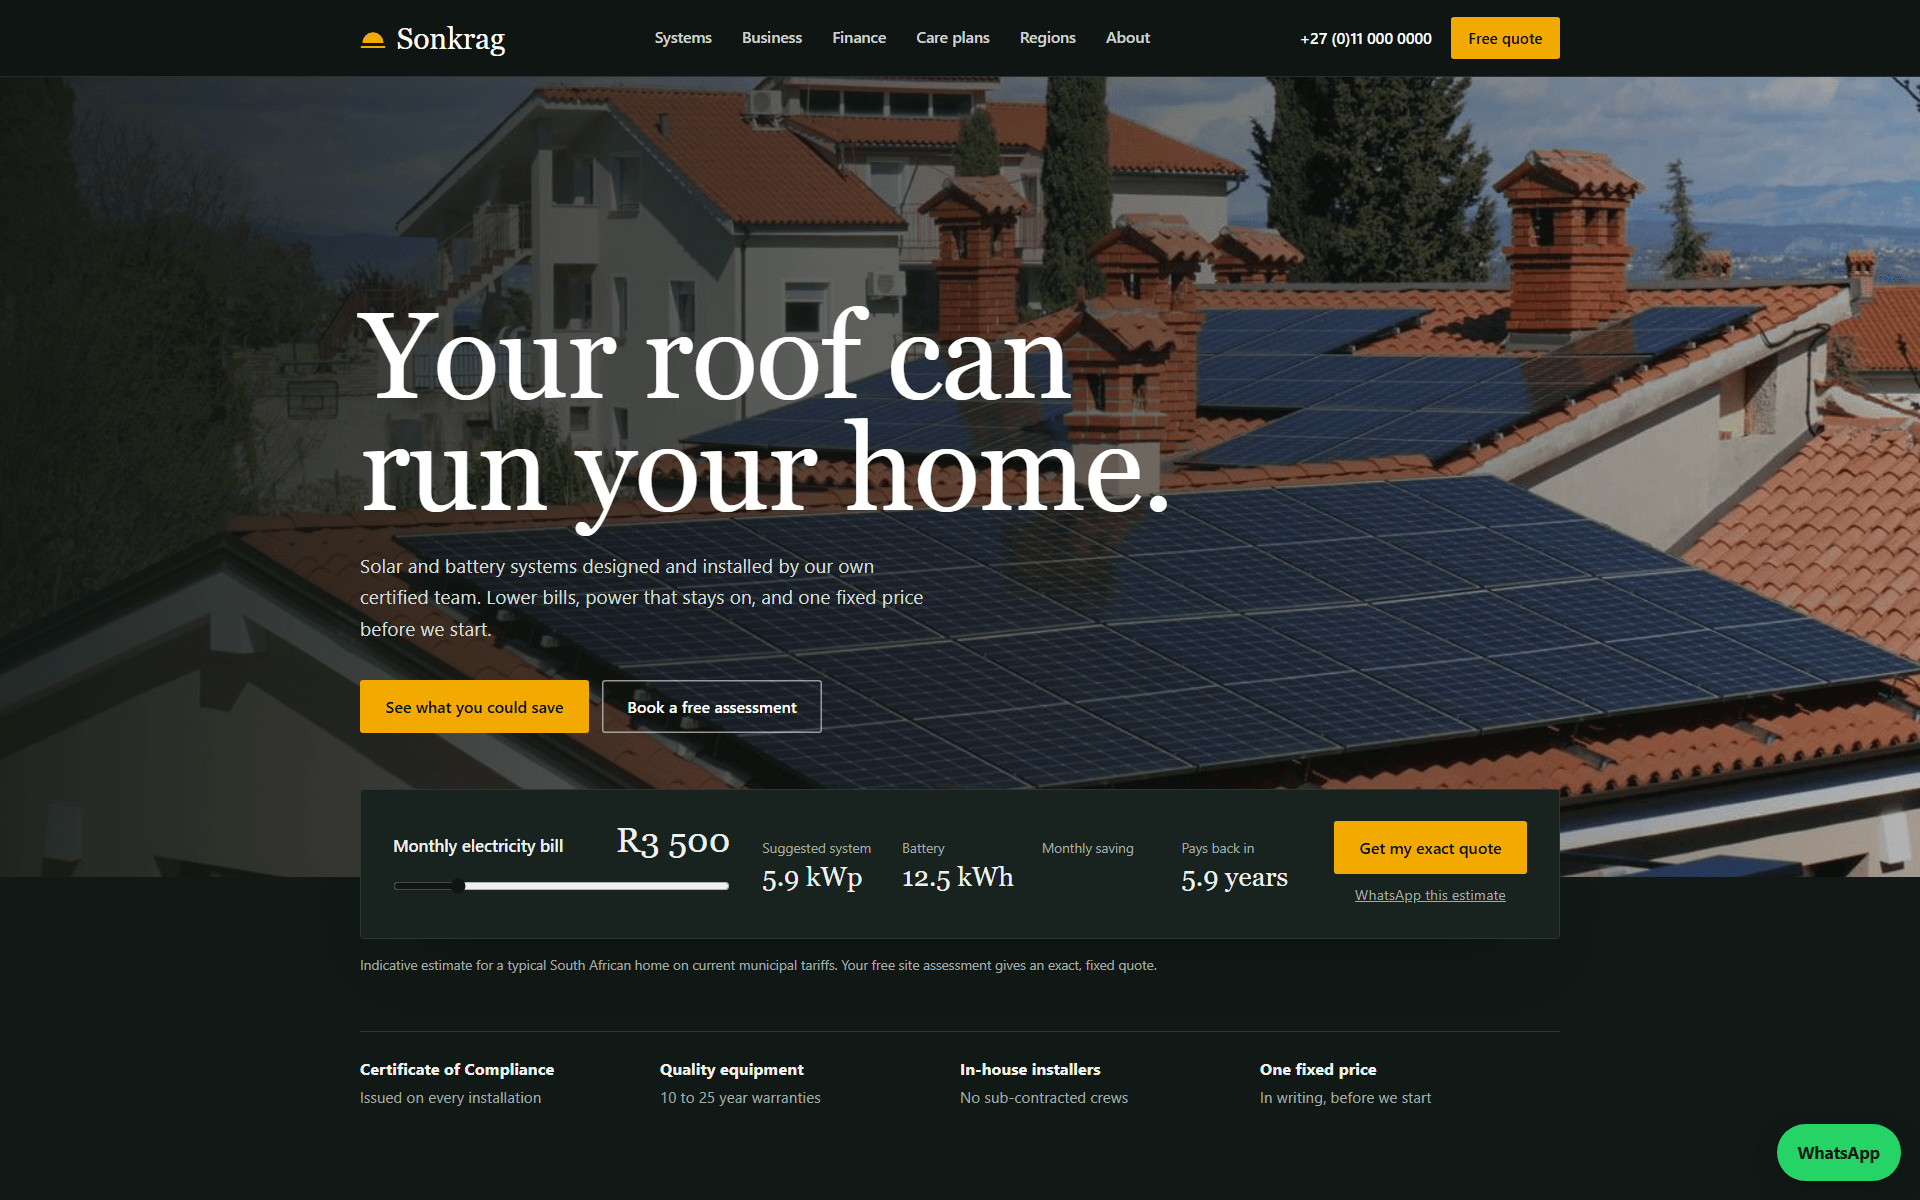 Sonkrag
Systems
Business
Finance
Care plans
Regions
About
+27 (0)11 000 0000
Free quote
Your roof can
run your home.
Solar and battery systems designed and installed by our own
certified team. Lower bills, power that stays on, and one fixed price
before we start.
See what you could save
Book a free assessment
Monthly electricity bill
R3 500
Suggested system
5.9 kWp
Battery
12.5 kWh
Monthly saving
Pays back in
5.9 years
Get my exact quote
WhatsApp this estimate
Indicative estimate for a typical South African home on current municipal tariffs. Your free site assessment gives an exact, fixed quote.
Certificate of Compliance
Issued on every installation
Quality equipment
10 to 25 year warranties
In-house installers
No sub-contracted crews
One fixed price
In writing, before we start
WhatsApp